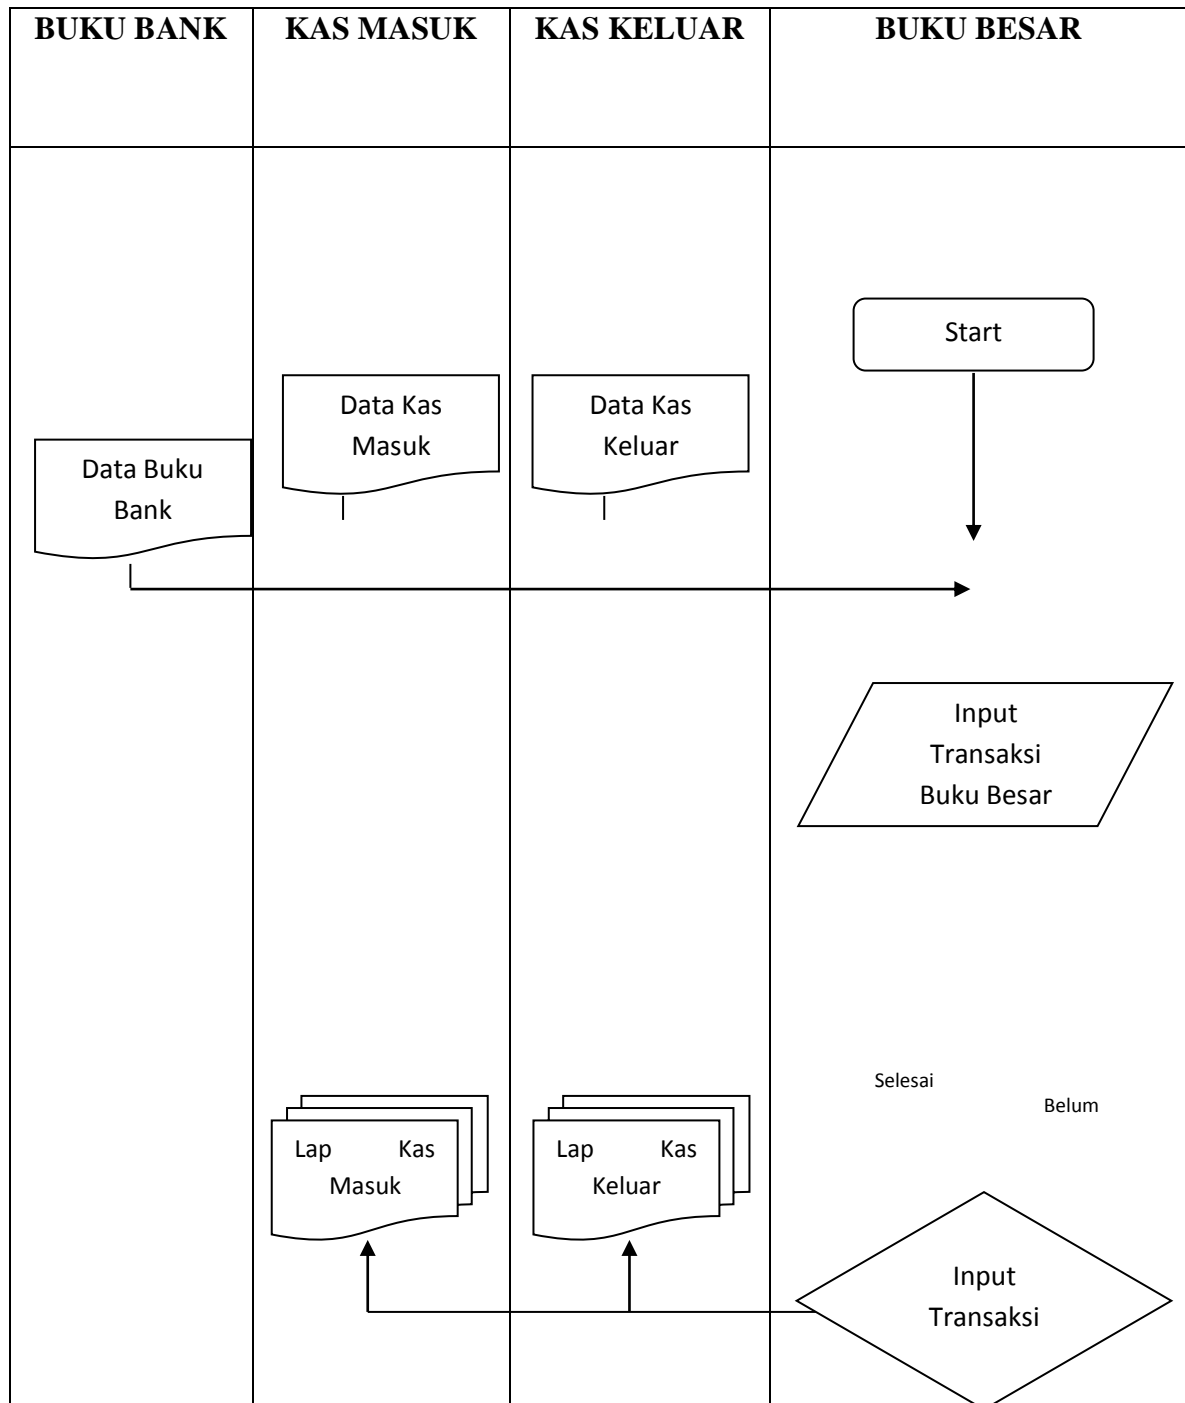 BUKU BANK
KAS MASUK
KAS KELUAR
BUKU BESAR
Start
Data Kas
Masuk
Data Kas
Keluar
Data Buku
Bank
Input
Transaksi
Buku Besar
Selesai
Belum
Lap Kas
Masuk
Lap Kas
Keluar
Input
Transaksi